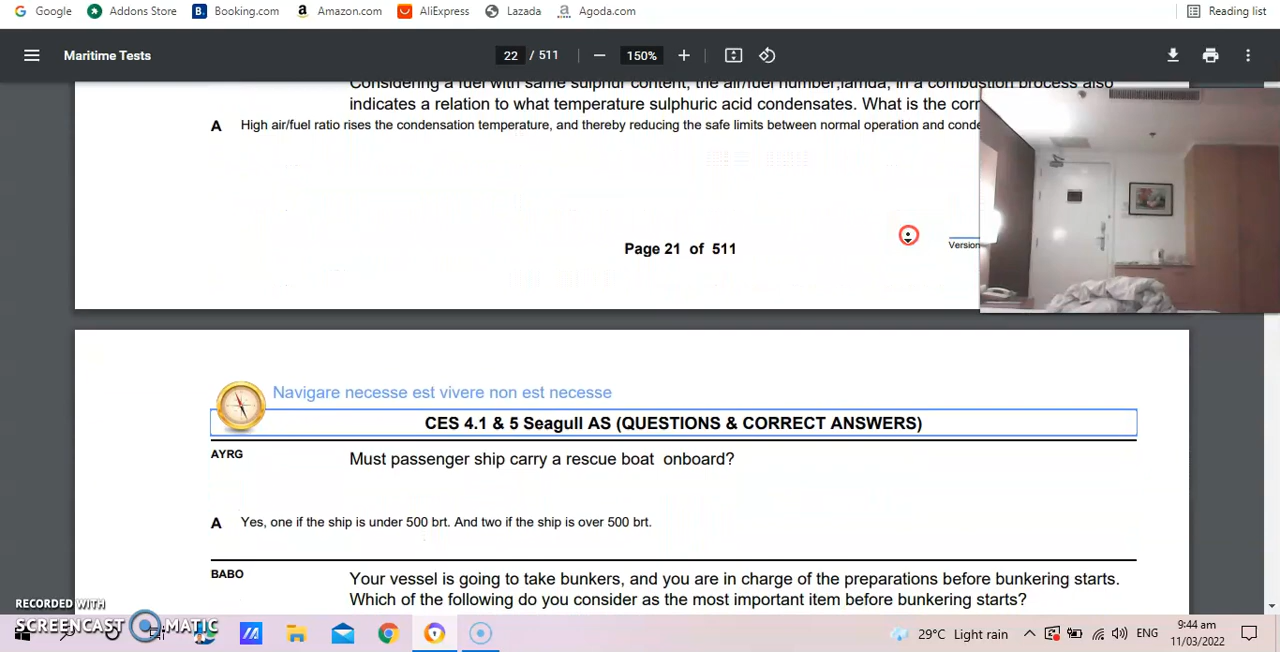 Google Addons Store Booking.com Amazon.com AliExpress Lazada Agoda.com Reading list
Maritime Tests 22 / 511 150%
Considering a fuel with same sulphur content, the air/fuel number,lamda, in a combustion process also
indicates a relation to what temperature sulphuric acid condensates. What is the corr
A High air/fuel ratio rises the condensation temperature, and thereby reducing the safe limits between normal operation and conde
Page 21 of 511
Version
Navigare necesse est vivere non est necesse
CES 4.1 & 5 Seagull AS (QUESTIONS & CORRECT ANSWERS)
AYRG Must passenger ship carry a rescue boat onboard?
A Yes, one if the ship is under 500 brt. And two if the ship is over 500 brt.
BABO Your vessel is going to take bunkers, and you are in charge of the preparations before bunkering starts.
Which of the following do you consider as the most important item before bunkering starts?
RECORDED WITH
SCREENCAST MATIC
29°C Light rain ENG 9:44 am
11/03/2022